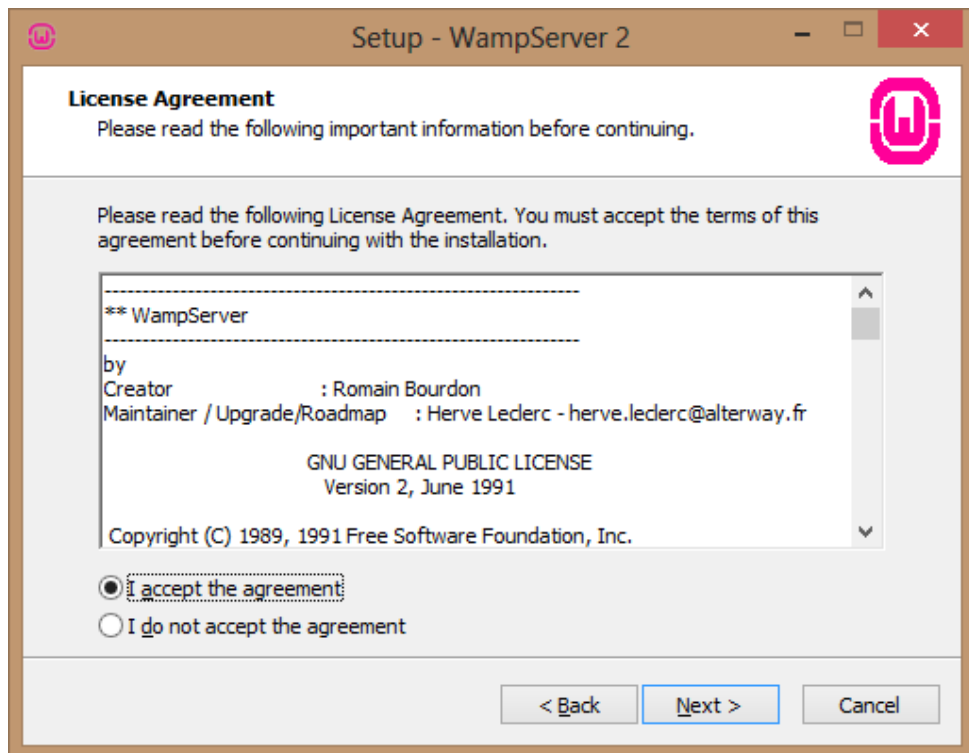 Setup - WampServer 2
License Agreement
Please read the following important information before continuing.
Please read the following License Agreement. You must accept the terms of this
agreement before continuing with the installation.
----------------------------------------------------------------
** WampServer
----------------------------------------------------------------
by
Creator : Romain Bourdon
Maintainer / Upgrade/Roadmap : Herve Leclerc - herve.leclerc@alterway.fr
GNU GENERAL PUBLIC LICENSE
Version 2, June 1991
Copyright (C) 1989, 1991 Free Software Foundation, Inc.
I accept the agreement
I do not accept the agreement
< Back Next > Cancel